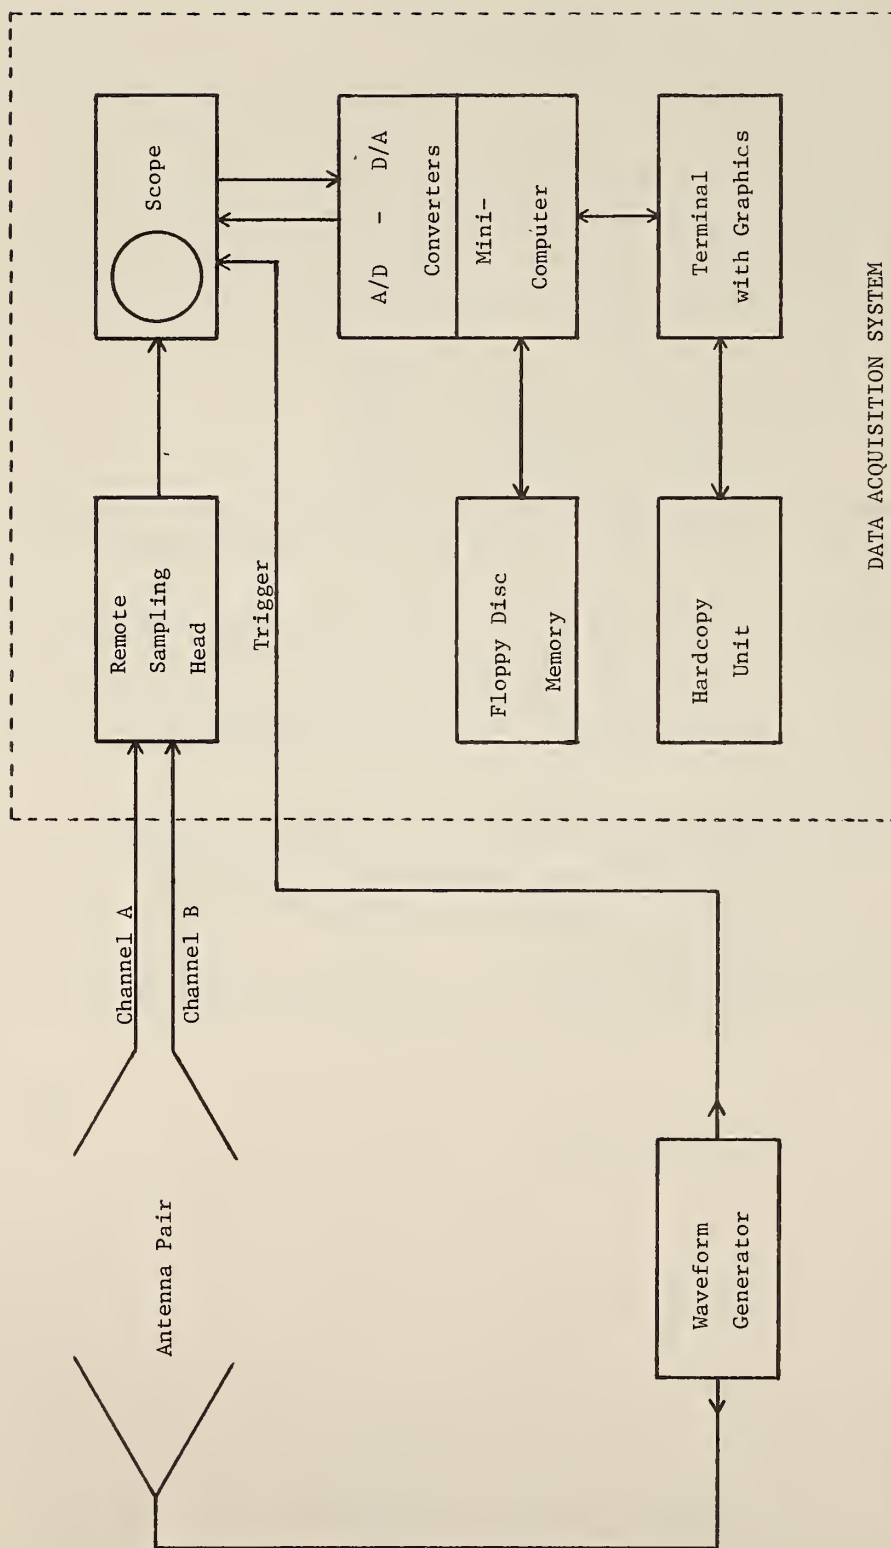 Antenna Pair
Channel A
Channel B
Remote
Sampling
Head
Scope
Trigger
A/D - D/A
Converters
Mini-
Computer
Floppy Disc
Memory
Waveform
Generator
Hardcopy
Unit
Terminal
with Graphics
DATA ACQUISITION SYSTEM